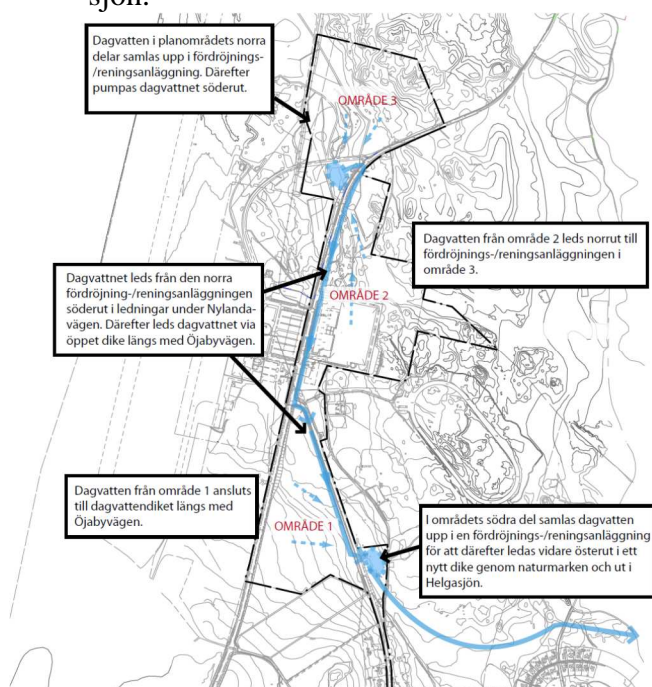 sjön.
Dagvatten i planområdets norra
delar samlas upp i fördröjnings-
/reningsanläggning. Därefter
pumpas dagvattnet söderut.
OMRÅDE 3
Dagvatten från område 2 leds norrut till
fördröjnings-/reningsanläggningen i
område 3.
Dagvattnet leds från den norra
fördröjning-/reningsanläggningen
söderut i ledningar under Nylanda-
vägen. Därefter leds dagvattnet via
öppet dike längs med Öjabyvägen.
OMRÅDE 2
Dagvatten från område 1 ansluts
till dagvattendiket längs med
Öjabyvägen.
OMRÅDE 1
I områdets södra del samlas dagvatten
upp i en fördröjnings-/reningsanläggning
för att därefter ledas vidare österut i ett
nytt dike genom naturmarken och ut i
Helgasjön.